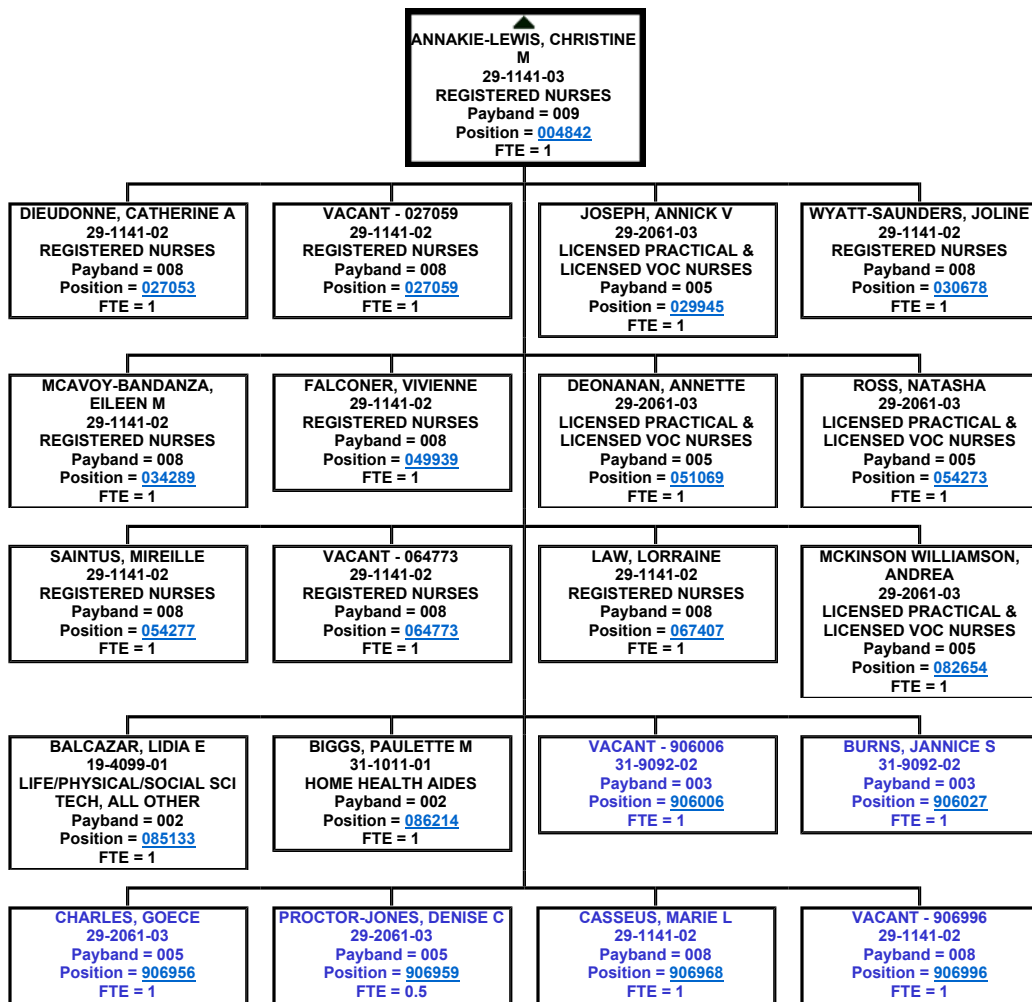 ANNAKIE-LEWIS, CHRISTINE
M
29-1141-03
REGISTERED NURSES
Payband = 009
Position = 004842
FTE = 1
DIEUDONNE, CATHERINE A
29-1141-02
REGISTERED NURSES
Payband = 008
Position = 027053
FTE = 1
VACANT - 027059
29-1141-02
REGISTERED NURSES
Payband = 008
Position = 027059
FTE = 1
JOSEPH, ANNICK V
29-2061-03
LICENSED PRACTICAL &
LICENSED VOC NURSES
Payband = 005
Position = 029945
FTE = 1
WYATT-SAUNDERS, JOLINE
29-1141-02
REGISTERED NURSES
Payband = 008
Position = 030678
FTE = 1
MCAVOY-BANDANZA,
EILEEN M
29-1141-02
REGISTERED NURSES
Payband = 008
Position = 034289
FTE = 1
FALCONER, VIVIENNE
29-1141-02
REGISTERED NURSES
Payband = 008
Position = 049939
FTE = 1
DEONANAN, ANNETTE
29-2061-03
LICENSED PRACTICAL &
LICENSED VOC NURSES
Payband = 005
Position = 051069
FTE = 1
ROSS, NATASHA
29-2061-03
LICENSED PRACTICAL &
LICENSED VOC NURSES
Payband = 005
Position = 054273
FTE = 1
SAINTUS, MIREILLE
29-1141-02
REGISTERED NURSES
Payband = 008
Position = 054277
FTE = 1
VACANT - 064773
29-1141-02
REGISTERED NURSES
Payband = 008
Position = 064773
FTE = 1
LAW, LORRAINE
29-1141-02
REGISTERED NURSES
Payband = 008
Position = 067407
FTE = 1
MCKINSON WILLIAMSON,
ANDREA
29-2061-03
LICENSED PRACTICAL &
LICENSED VOC NURSES
Payband = 005
Position = 082654
FTE = 1
BALCAZAR, LIDIA E
19-4099-01
LIFE/PHYSICAL/SOCIAL SCI
TECH, ALL OTHER
Payband = 002
Position = 085133
FTE = 1
BIGGS, PAULETTE M
31-1011-01
HOME HEALTH AIDES
Payband = 002
Position = 086214
FTE = 1
VACANT - 906006
31-9092-02
Payband = 003
Position = 906006
FTE = 1
BURNS, JANNICE S
31-9092-02
Payband = 003
Position = 906027
FTE = 1
CHARLES, GOECE
29-2061-03
Payband = 005
Position = 906956
FTE = 1
PROCTOR-JONES, DENISE C
29-2061-03
Payband = 005
Position = 906959
FTE = 0.5
CASSEUS, MARIE L
29-1141-02
Payband = 008
Position = 906968
FTE = 1
VACANT - 906996
29-1141-02
Payband = 008
Position = 906996
FTE = 1